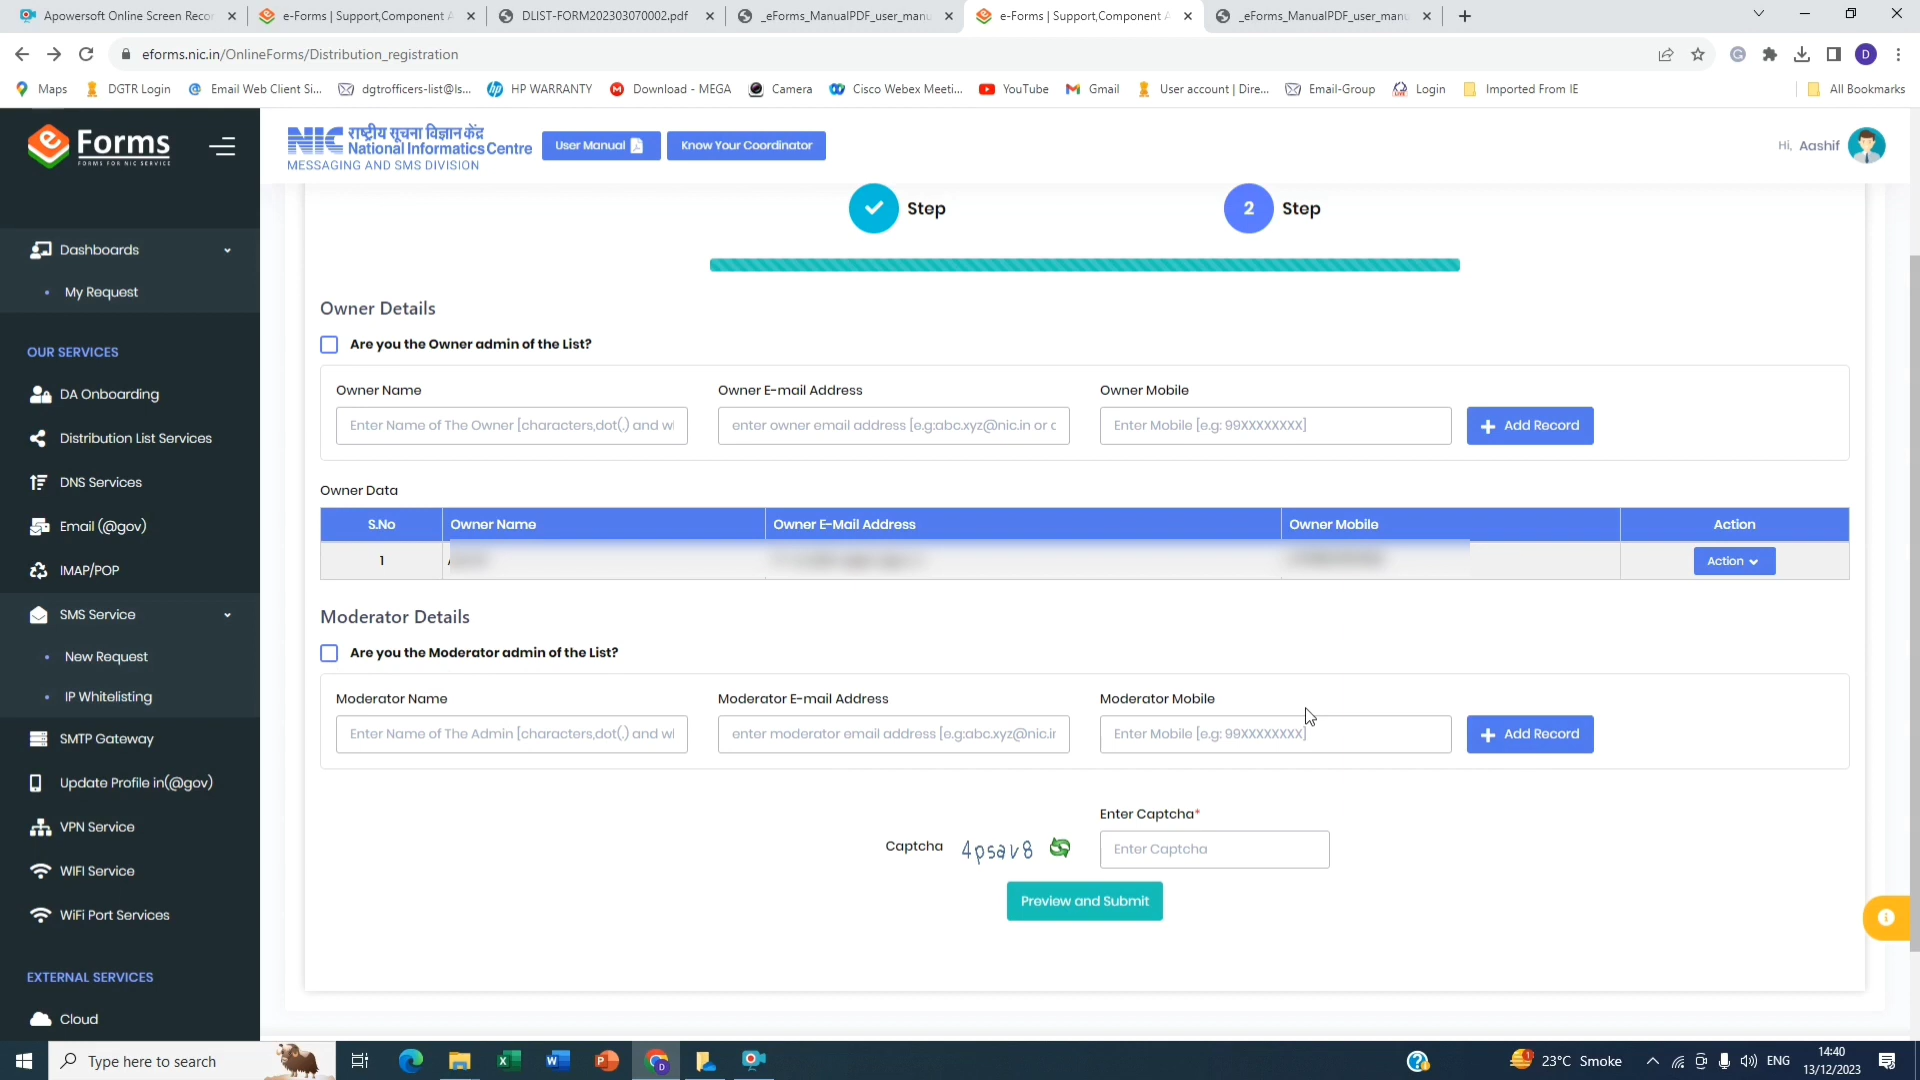 Apowersoft Online Screen Recor
e-Forms | Support,Component A
DLIST-FORM202303070002.pdf
_eForms_ManualPDF_user_manu
e-Forms | Support,Component A
_eForms_ManualPDF_user_manu
eforms.nic.in/OnlineForms/Distribution_registration
D
Maps
DGTR Login
Email Web Client Si...
dgtrofficers-list@ls...
HP WARRANTY
Download - MEGA
Camera
Cisco Webex Meeti...
YouTube
Gmail
User account | Dire...
Email-Group
Login
Imported From IE
All Bookmarks
e Forms
FORMS FOR NIC SERVICE
NIC राष्ट्रीय सूचना विज्ञान केंद्र
National Informatics Centre
MESSAGING AND SMS DIVISION
User Manual
Know Your Coordinator
Hi, Aashif
Dashboards
My Request
OUR SERVICES
DA Onboarding
Distribution List Services
DNS Services
Email (@gov)
IMAP/POP
SMS Service
New Request
IP Whitelisting
SMTP Gateway
Update Profile in(@gov)
VPN Service
WIFI Service
WiFi Port Services
EXTERNAL SERVICES
Cloud
Step
2 Step
Owner Details
Are you the Owner admin of the List?
Owner Name
Owner E-mail Address
Owner Mobile
Enter Name of The Owner [characters,dot(.) and wl
enter owner email address [e.g:abc.xyz@nic.in or c
Enter Mobile [e.g: 99XXXXXXXX]
Add Record
Owner Data
S.No
Owner Name
Owner E-Mail Address
Owner Mobile
Action
1
Action
Moderator Details
Are you the Moderator admin of the List?
Moderator Name
Moderator E-mail Address
Moderator Mobile
Enter Name of The Admin [characters,dot(.) and wl
enter moderator email address [e.g:abc.xyz@nic.ir
Enter Mobile [e.g: 99XXXXXXXX]
Add Record
Enter Captcha*
Captcha
4psav8
Enter Captcha
Preview and Submit
Type here to search
23°C Smoke
ENG
14:40
13/12/2023